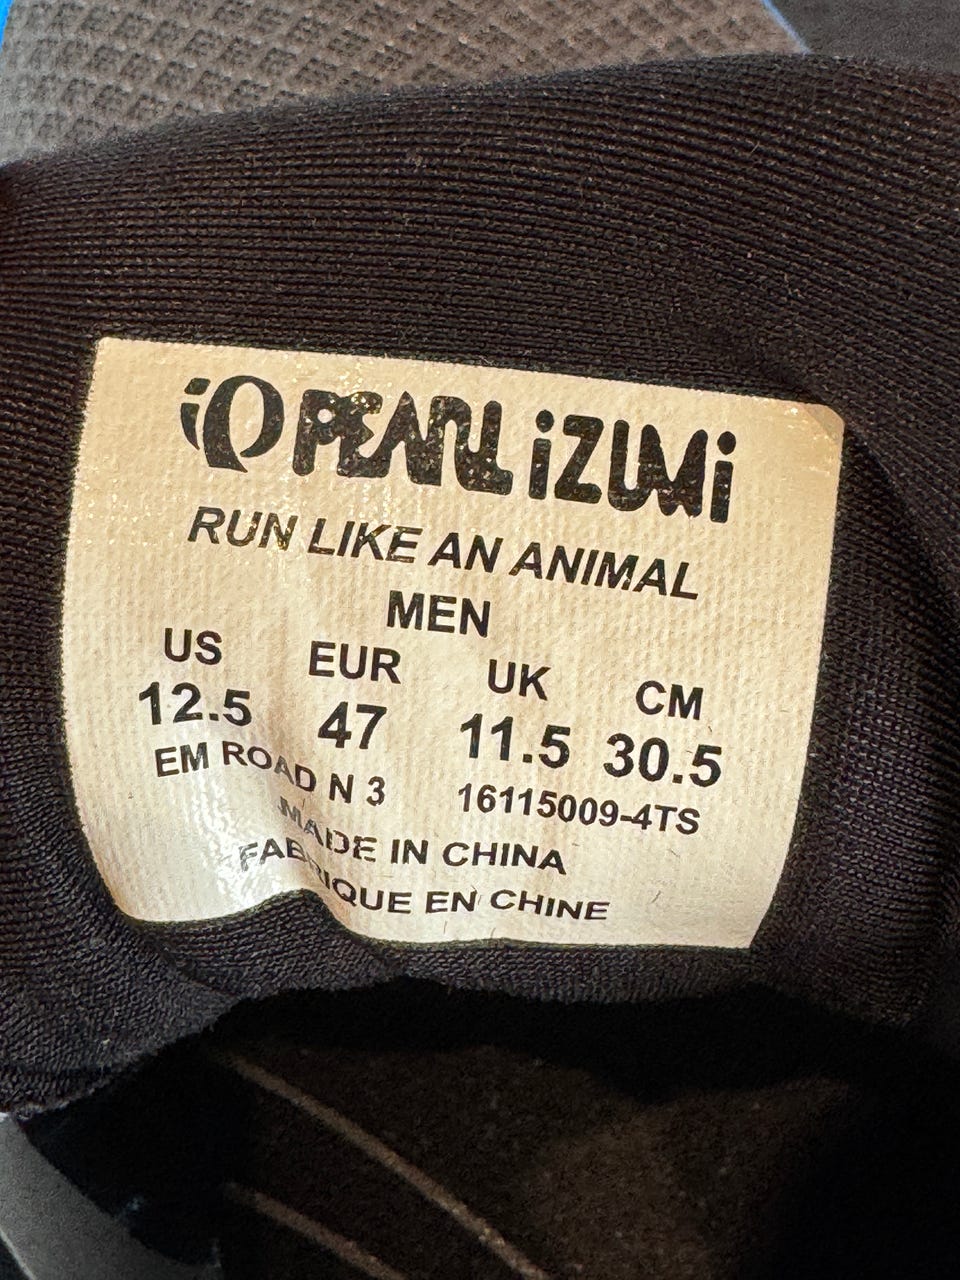 iO PEARL iZUMi
RUN LIKE AN ANIMAL
MEN
US EUR UK CM
12.5 47 11.5 30.5
EM ROAD N 3 16115009-4TS
MADE IN CHINA
FABRIQUE EN CHINE